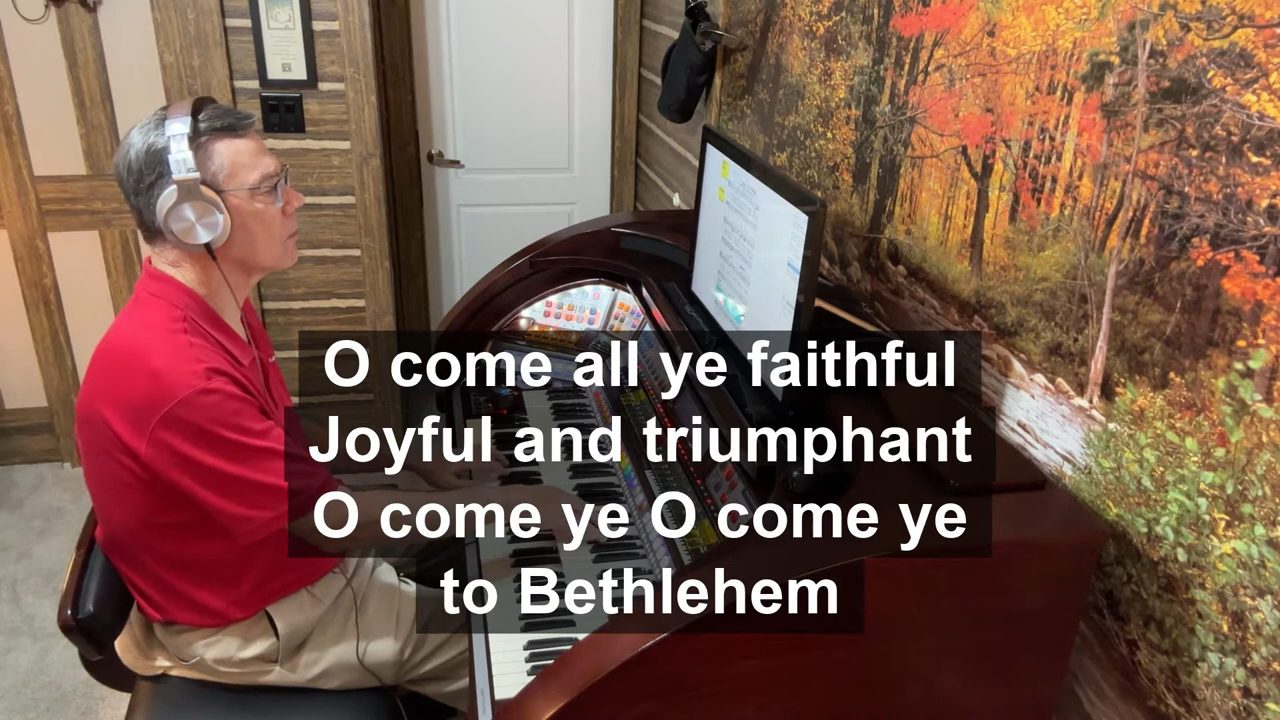 O come all ye faithful
Joyful and triumphant
O come ye O come ye
to Bethlehem